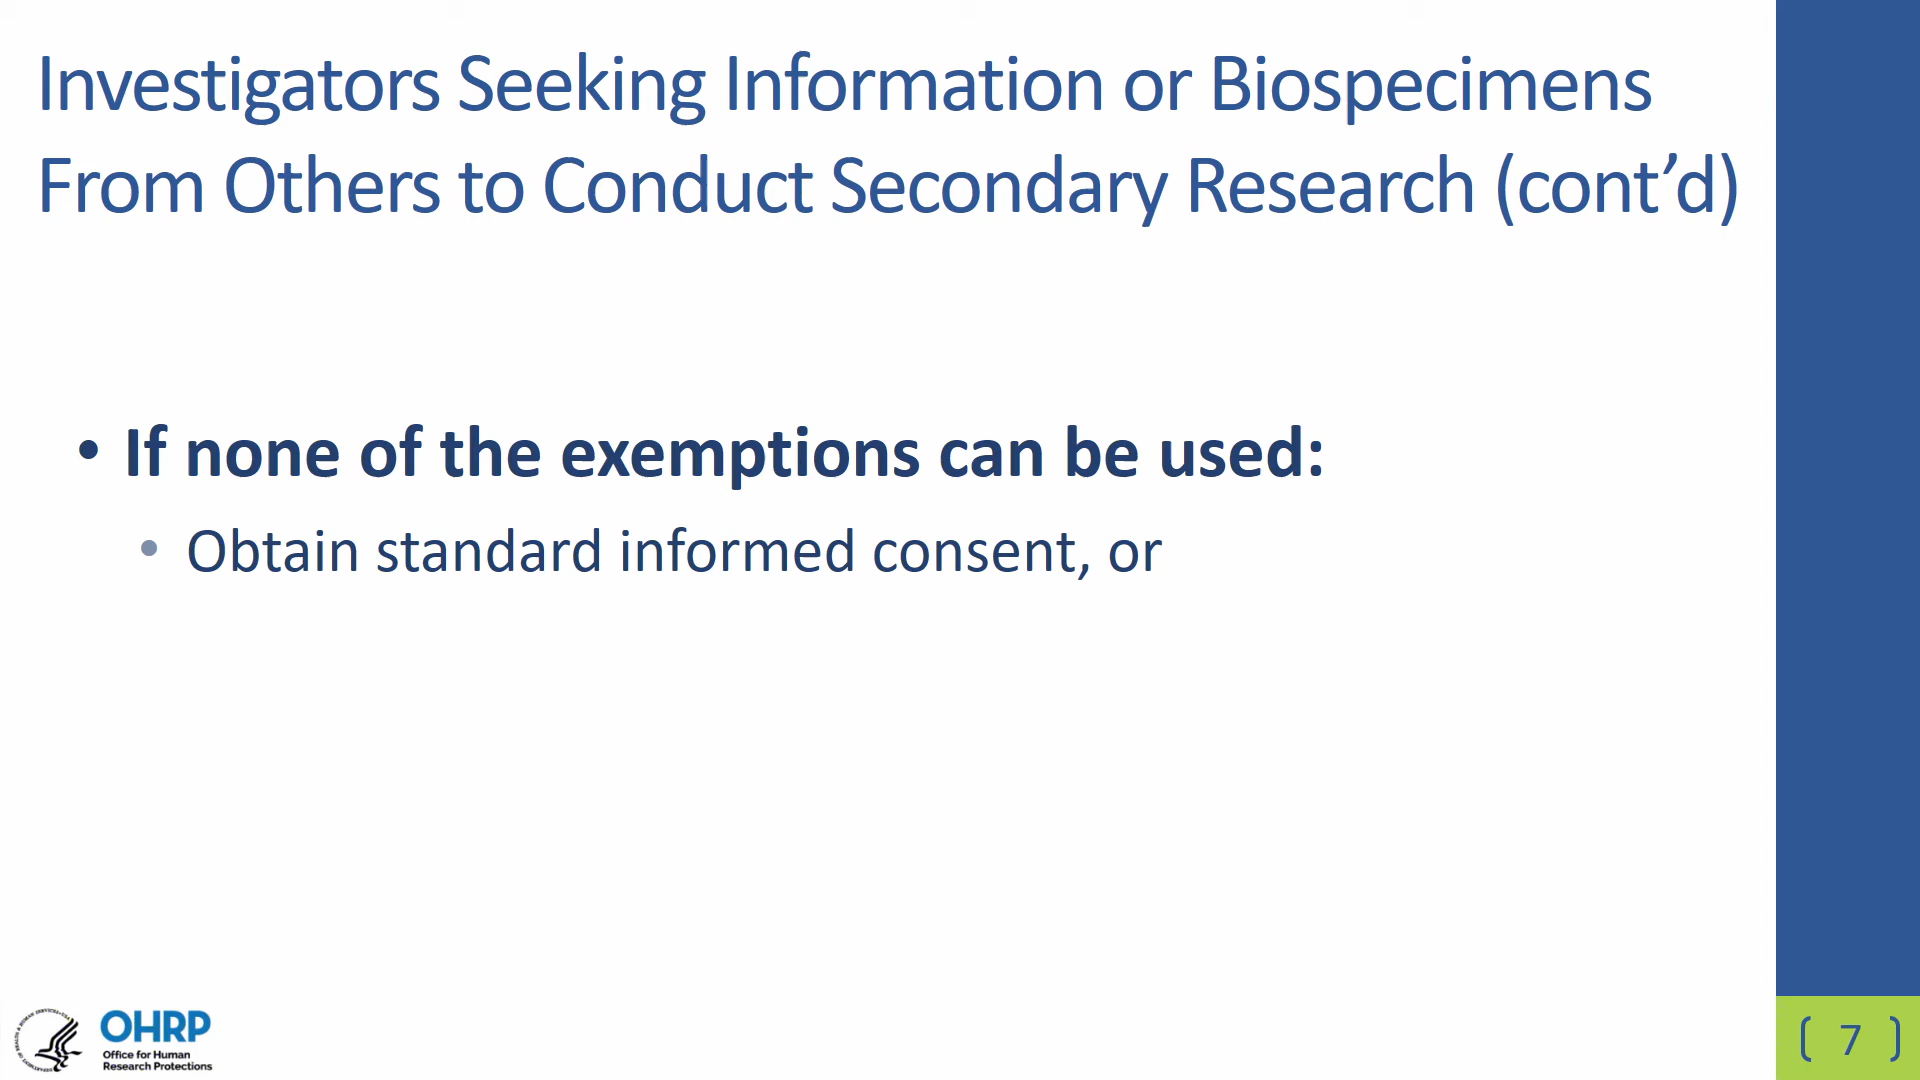 Investigators Seeking Information or Biospecimens
From Others to Conduct Secondary Research (cont’d)
• If none of the exemptions can be used:
• Obtain standard informed consent, or
OHRP
Office for Human
Research Protections
7